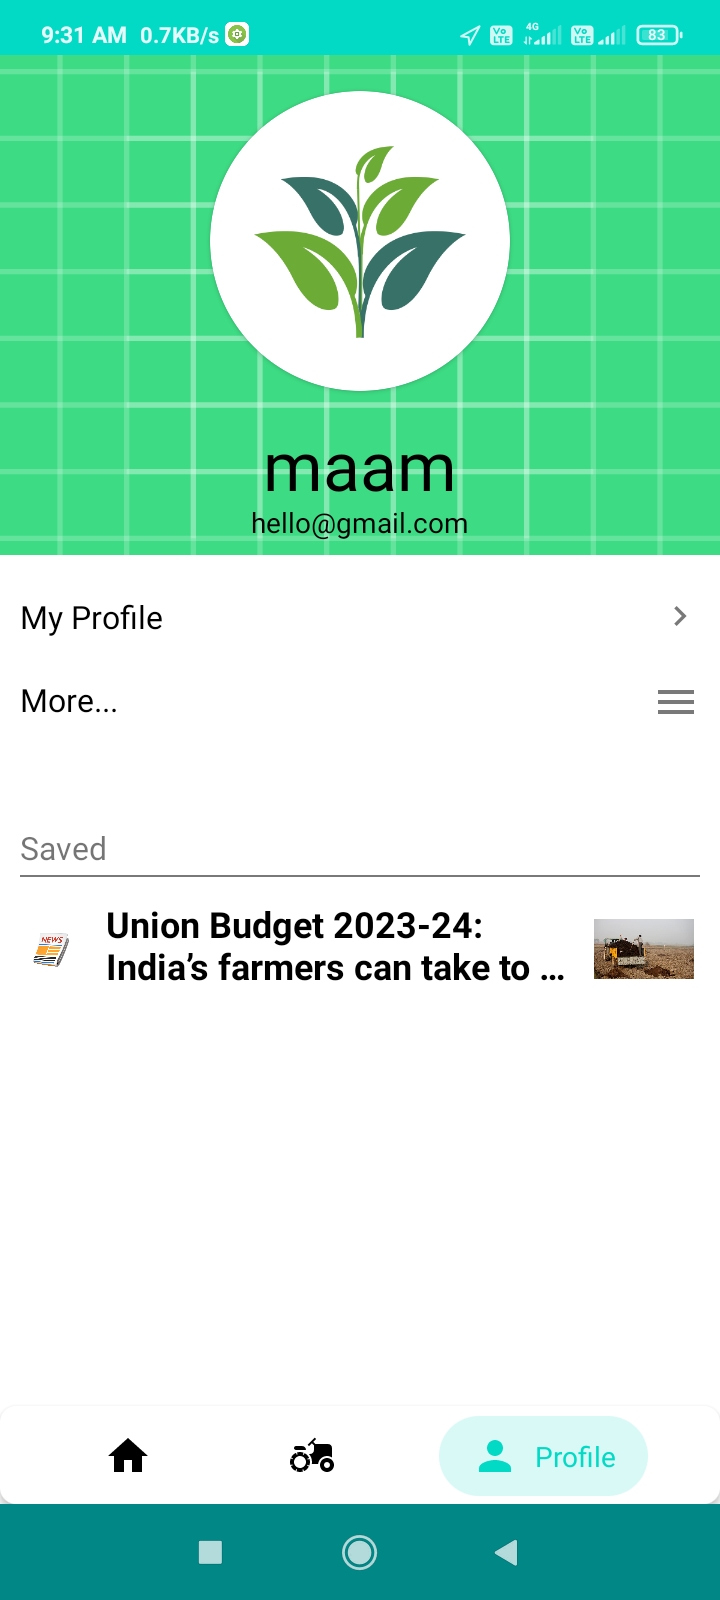 9:31 AM 0.7KB/s Vo LTE 4G Vo LTE 83
maam
hello@gmail.com
My Profile
More...
Saved
NEWS
Union Budget 2023-24:
India’s farmers can take to ...
Profile